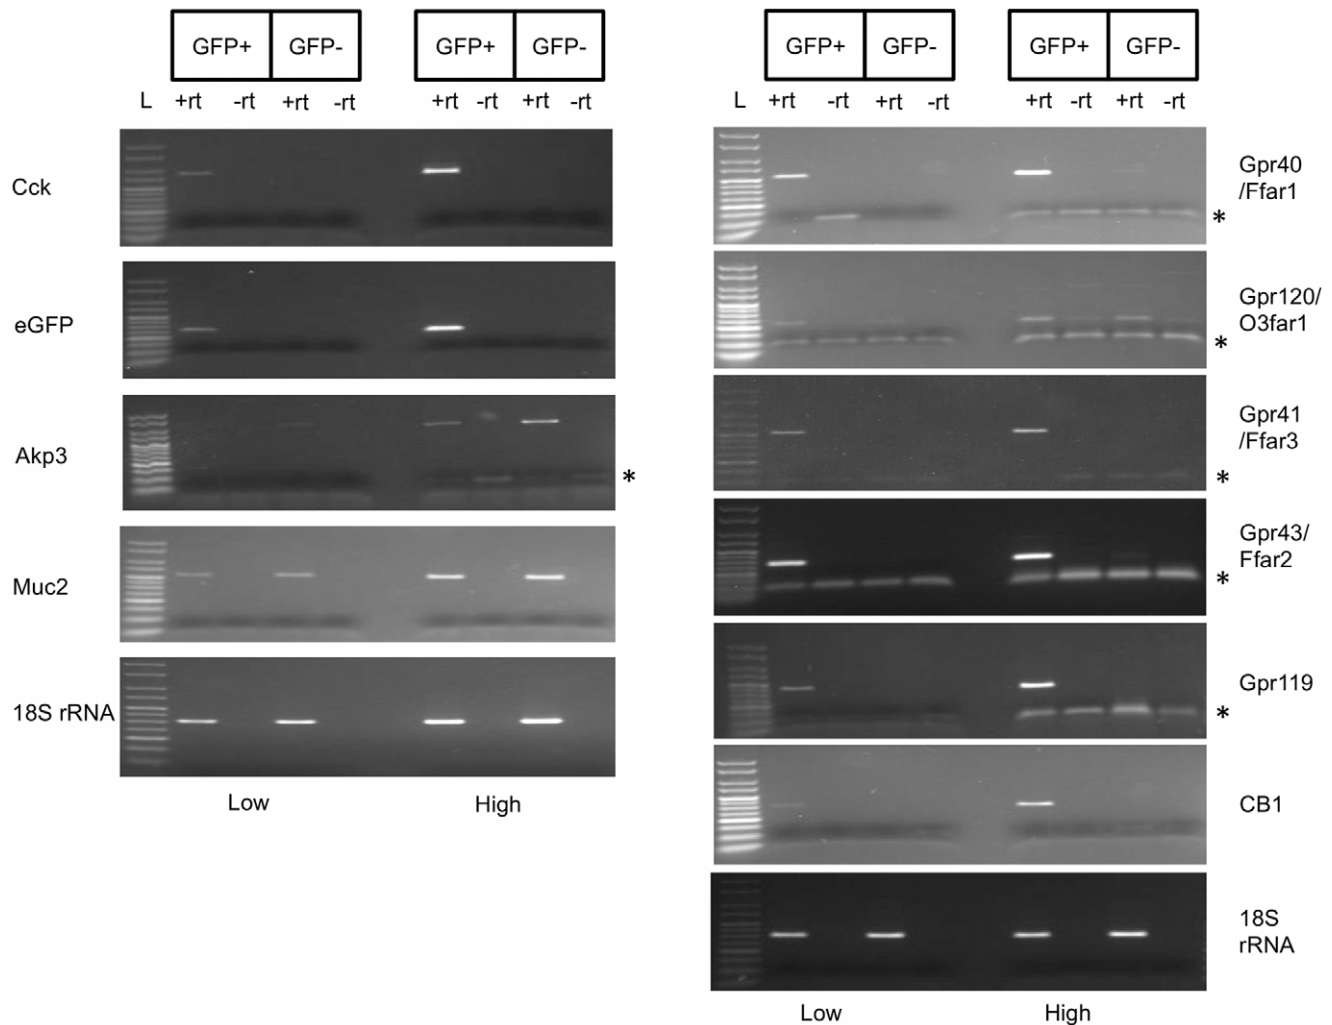 GFP+ GFP- GFP+ GFP-
L +rt -rt +rt -rt +rt -rt +rt -rt
Cck
eGFP
Akp3
*
Muc2
18S rRNA
Low High
GFP+ GFP- GFP+ GFP-
L +rt -rt +rt -rt +rt -rt +rt -rt
Gpr40
/Ffar1
*
Gpr120/
O3far1
*
Gpr41
/Ffar3
*
Gpr43/
Ffar2
*
Gpr119
*
CB1
18S
rRNA
Low High